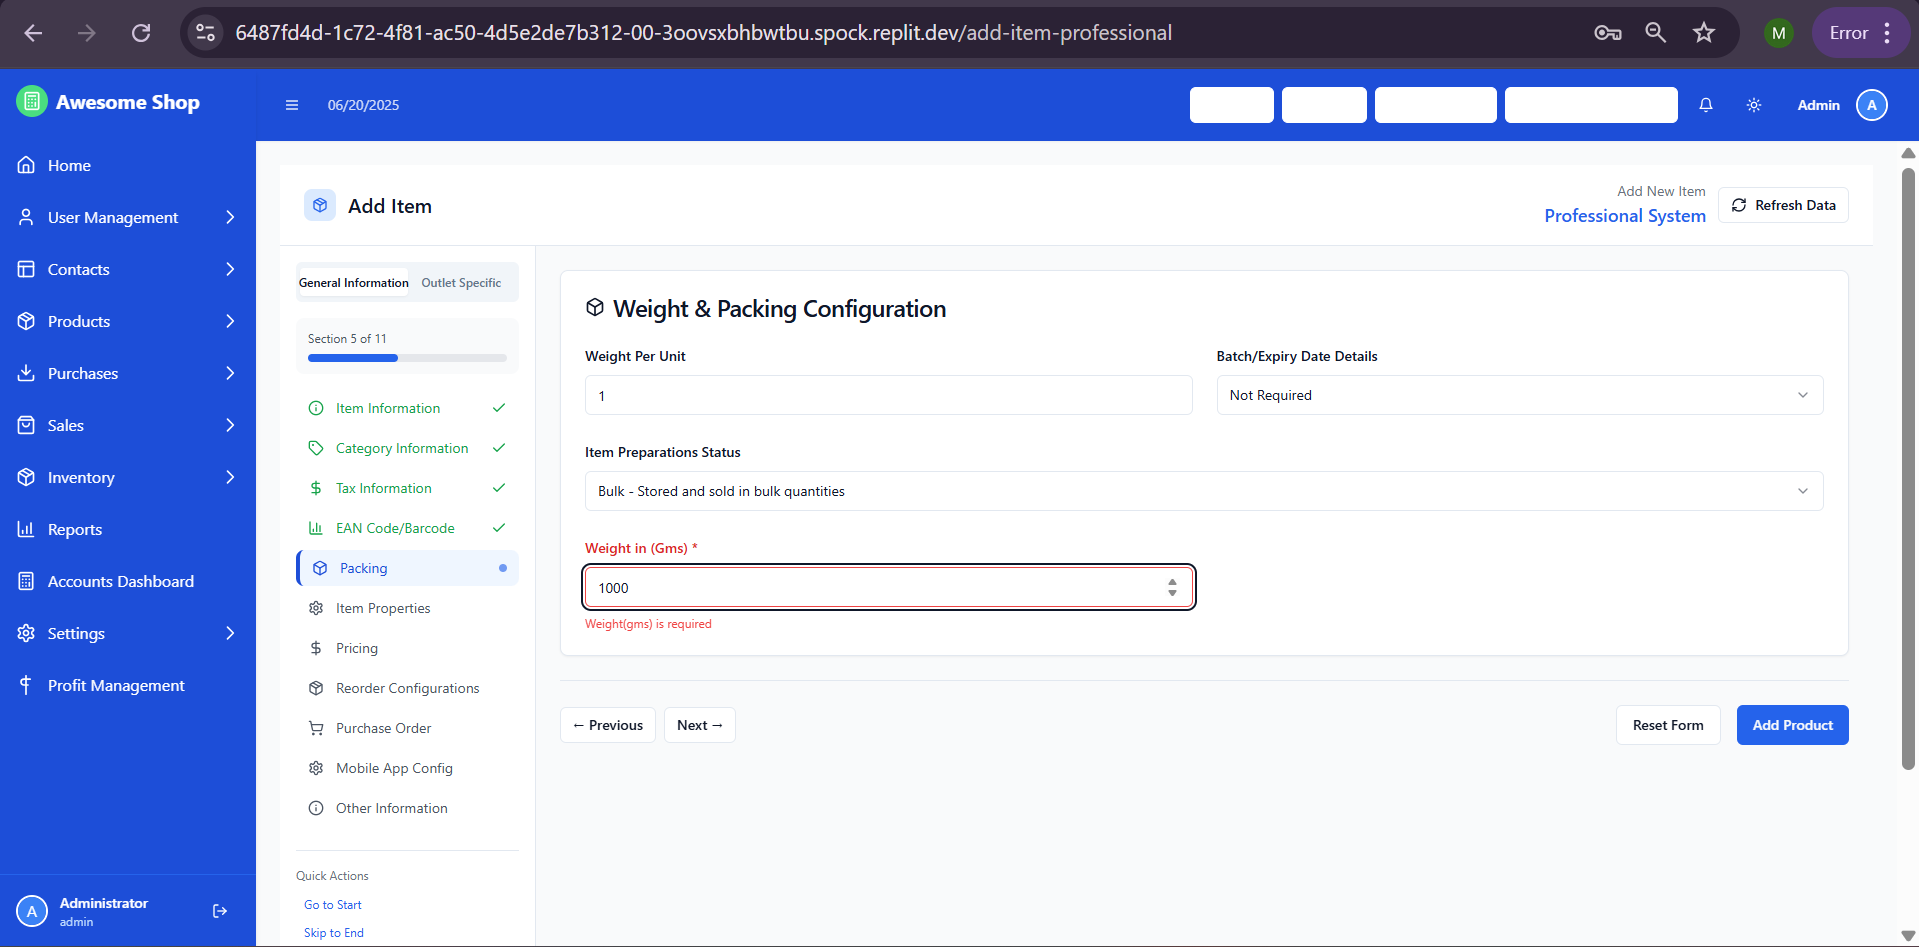 6487fd4d-1c72-4f81-ac50-4d5e2de7b312-00-3oovsxbhbwtbu.spock.replit.dev/add-item-professional
M
Error
Awesome Shop
06/20/2025
Admin
A
Home
User Management
Contacts
Products
Purchases
Sales
Inventory
Reports
Accounts Dashboard
Settings
Profit Management
A
Administrator
admin
Add Item
Add New Item
Professional System
Refresh Data
General Information
Outlet Specific
Section 5 of 11
Item Information
Category Information
Tax Information
EAN Code/Barcode
Packing
Item Properties
Pricing
Reorder Configurations
Purchase Order
Mobile App Config
Other Information
Quick Actions
Go to Start
Skip to End
Weight & Packing Configuration
Weight Per Unit
1
Batch/Expiry Date Details
Not Required
Item Preparations Status
Bulk - Stored and sold in bulk quantities
Weight in (Gms) *
1000
Weight(gms) is required
← Previous
Next →
Reset Form
Add Product